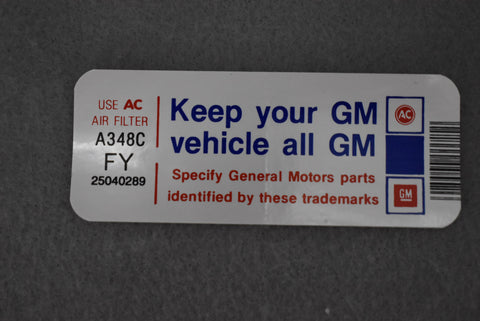 USE AC
AIR FILTER
A348C
FY
25040289
Keep your GM
vehicle all GM
Specify General Motors parts
identified by these trademarks
AC
GM